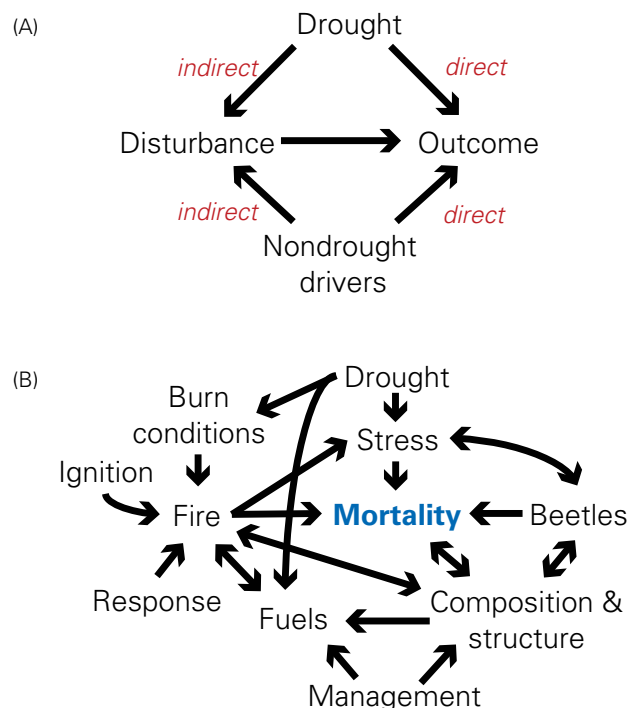 (A)
Drought
indirect
direct
Disturbance
Outcome
indirect
direct
Nondrought
drivers
(B)
Drought
Burn
conditions
Stress
Ignition
Fire
Mortality
Beetles
Response
Fuels
Composition &
structure
Management